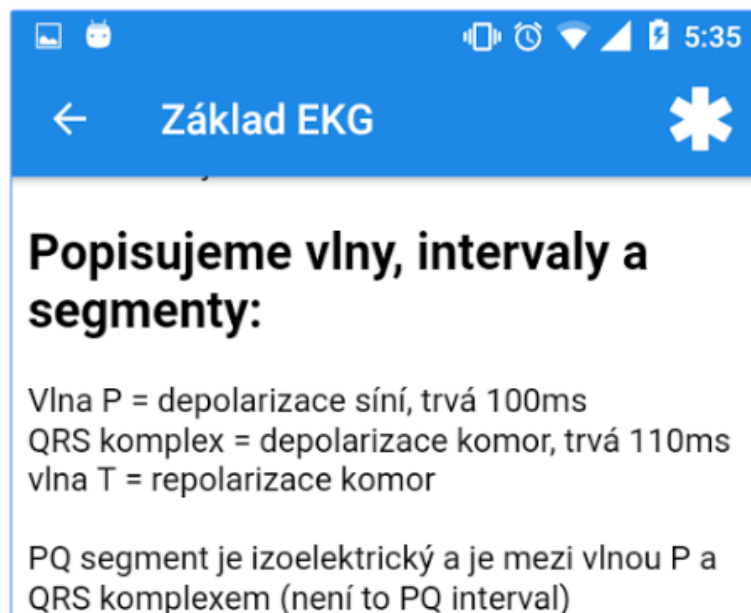 5:35
Základ EKG
Popisujeme vlny, intervaly a
segmenty:
Vlna P = depolarizace síní, trvá 100ms
QRS komplex = depolarizace komor, trvá 110ms
vlna T = repolarizace komor
PQ segment je izoelektrický a je mezi vlnou P a
QRS komplexem (není to PQ interval)